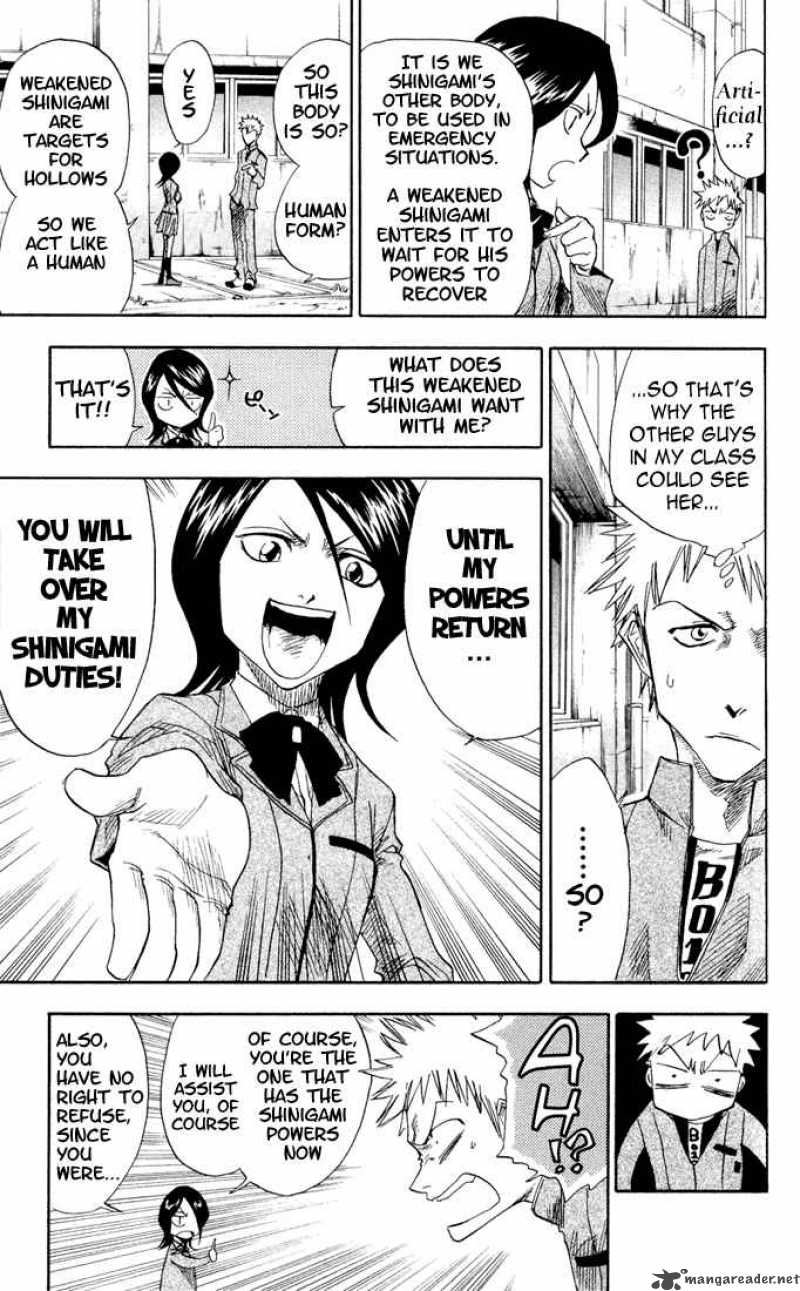 Arti-
ficial
...?
?
IT IS WE
SHINIGAMI'S
OTHER BODY,
TO BE USED IN
EMERGENCY
SITUATIONS.
A WEAKENED
SHINIGAMI
ENTERS IT TO
WAIT FOR HIS
POWERS TO
RECOVER
SO
THIS
BODY
IS SO?
HUMAN
FORM?
YES
WEAKENED
SHINIGAMI
ARE
TARGETS
FOR
HOLLOWS
SO WE
ACT LIKE
A HUMAN
...SO THAT'S
WHY THE
OTHER GUYS
IN MY CLASS
COULD SEE
HER...
WHAT DOES
THIS WEAKENED
SHINIGAMI WANT
WITH ME?
ピーン
THAT'S
IT!!
UNTIL
MY
POWERS
RETURN
...
YOU WILL
TAKE
OVER
MY
SHINIGAMI
DUTIES!
.......
SO
?
BO1
BO1
AH!?
OF COURSE,
YOU'RE THE
ONE THAT
HAS THE
SHINIGAMI
POWERS
NOW
I WILL
ASSIST
YOU, OF
COURSE
ALSO,
YOU
HAVE NO
RIGHT TO
REFUSE,
SINCE
YOU
WERE...
mangareader.net